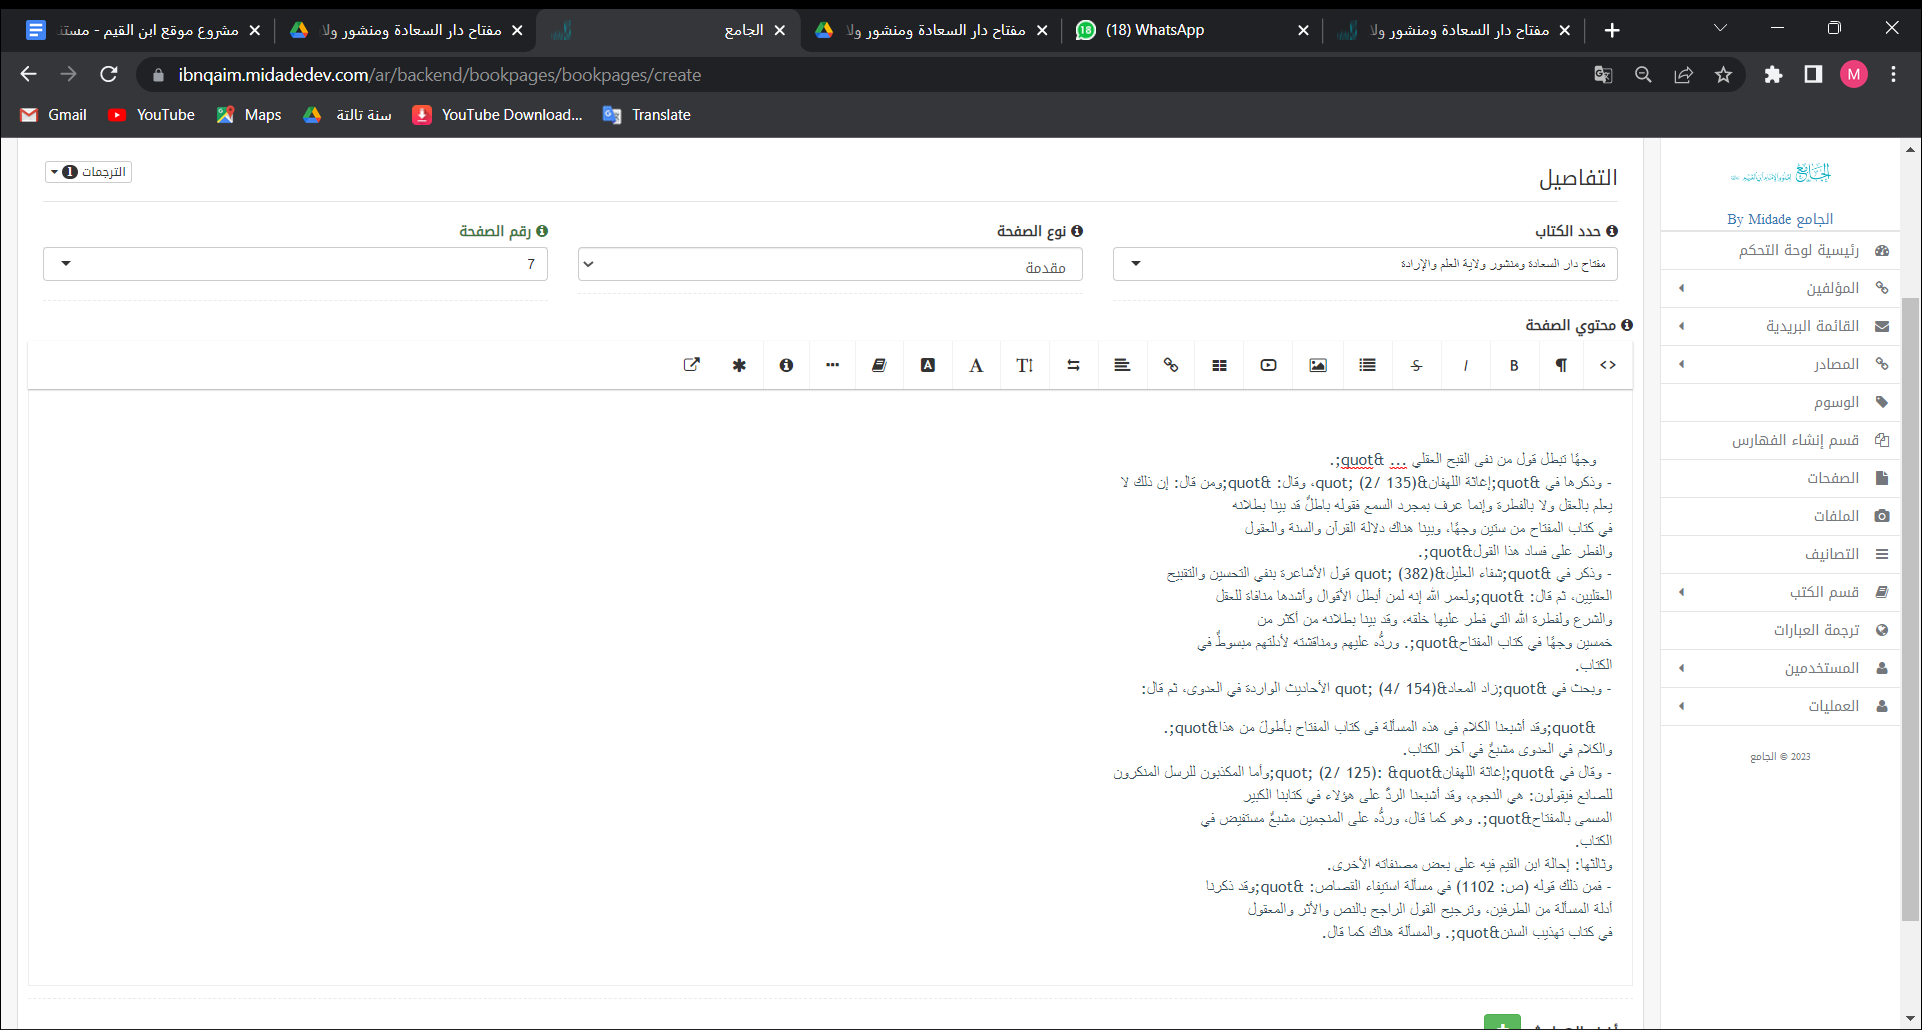 مشروع موقع ابن القيم - مستن
مفتاح دار السعادة ومنشور ولا
الجامع
مفتاح دار السعادة ومنشور ولا
(18) WhatsApp
مفتاح دار السعادة ومنشور ولا
ibnqaim.midadedev.com/ar/backend/bookpages/bookpages/create
M
Gmail
YouTube
Maps
سنة تالتة
YouTube Download...
Translate
الجامع By Midade
رئيسية لوحة التحكم
المؤلفين
القائمة البريدية
المصادر
الوسوم
قسم إنشاء الفهارس
الصفحات
الملفات
التصانيف
قسم الكتب
ترجمة العبارات
المستخدمين
العمليات
2023 © الجامع
التفاصيل
الترجمات 1
حدد الكتاب
نوع الصفحة
رقم الصفحة
مفتاح دار السعادة ومنشور ولاية العلم والإرادة
مقدمة
7
محتوي الصفحة
وجهًا تبطل قول من نفى القبح العقلي ... &quot;.
- وذكرها في &quot;إغاثة اللهفان&quot; (2/ 135)، وقال: &quot;ومن قال: إن ذلك لا
يعلم بالعقل ولا بالفطرة وإنما عرف بمجرد السمع فقوله باطلٌ قد بينا بطلانه
في كتاب المفتاح من ستين وجهًا، وبينا هناك دلالة القرآن والسنة والعقول
والفطر على فساد هذا القول&quot;.
- وذكر في &quot;شفاء العليل&quot; (382) قول الأشاعرة بنفي التحسين والتقبيح
العقليين، ثم قال: &quot;ولعمر الله إنه لمن أبطل الأقوال وأشدها منافاة للعقل
والشرع ولفطرة الله التي فطر عليها خلقه، وقد بينا بطلانه من أكثر من
خمسين وجهًا في كتاب المفتاح&quot;. وردُّه عليهم ومناقشته لأدلتهم مبسوطٌ في
الكتاب.
- وبحث في &quot;زاد المعاد&quot; (4/ 154) الأحاديث الواردة في العدوى، ثم قال:
&quot;وقد أشبعنا الكلام في هذه المسألة في كتاب المفتاح بأطولَ من هذا&quot;.
والكلام في العدوى مشبعٌ في آخر الكتاب.
- وقال في &quot;إغاثة اللهفان&quot; (2/ 125): &quot;وأما المكذبون للرسل المنكرون
للصانع فيقولون: هي النجوم، وقد أشبعنا الردَّ على هؤلاء في كتابنا الكبير
المسمى بالمفتاح&quot;. وهو كما قال، وردُّه على المنجمين مشبعٌ مستفيض في
الكتاب.
وثالثها: إحالة ابن القيم فيه على بعض مصنفاته الأخرى.
- فمن ذلك قوله (ص: 1102) في مسألة استيفاء القصاص: &quot;وقد ذكرنا
أدلة المسألة من الطرفين، وترجيح القول الراجح بالنص والأثر والمعقول
في كتاب تهذيب السنن&quot;. والمسألة هناك كما قال.